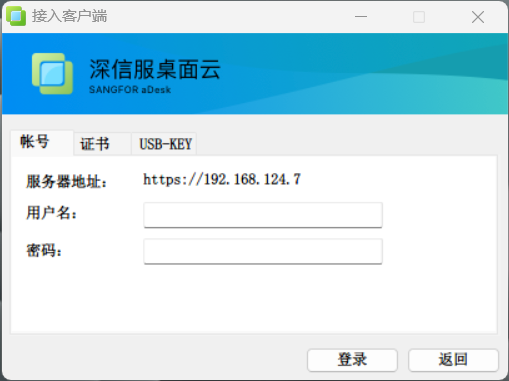 接入客户端
深信服桌面云
SANGFOR aDesk
帐号 证书 USB-KEY
服务器地址: https://192.168.124.7
用户名:
密码:
登录 返回